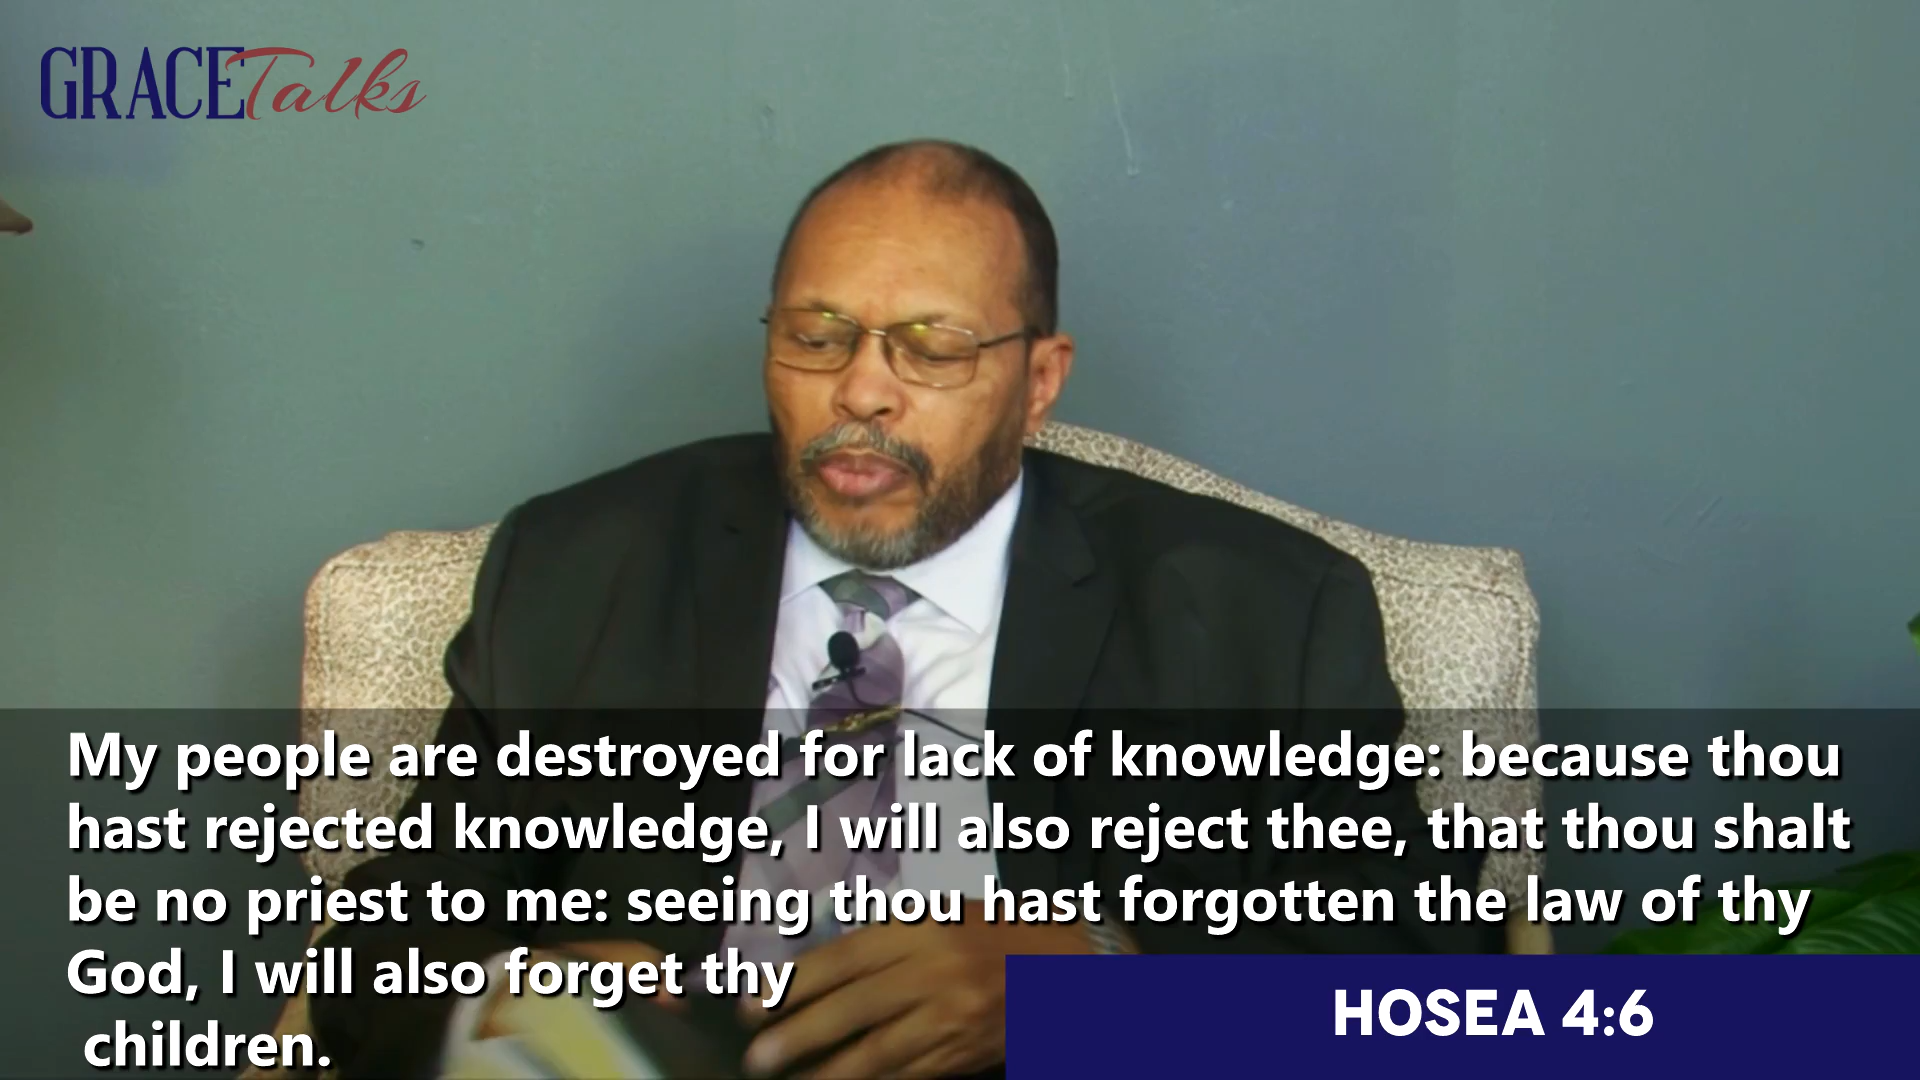 GRACETalks
My people are destroyed for lack of knowledge: because thou
hast rejected knowledge, I will also reject thee, that thou shalt
be no priest to me: seeing thou hast forgotten the law of thy
God, I will also forget thy
children.
HOSEA 4:6